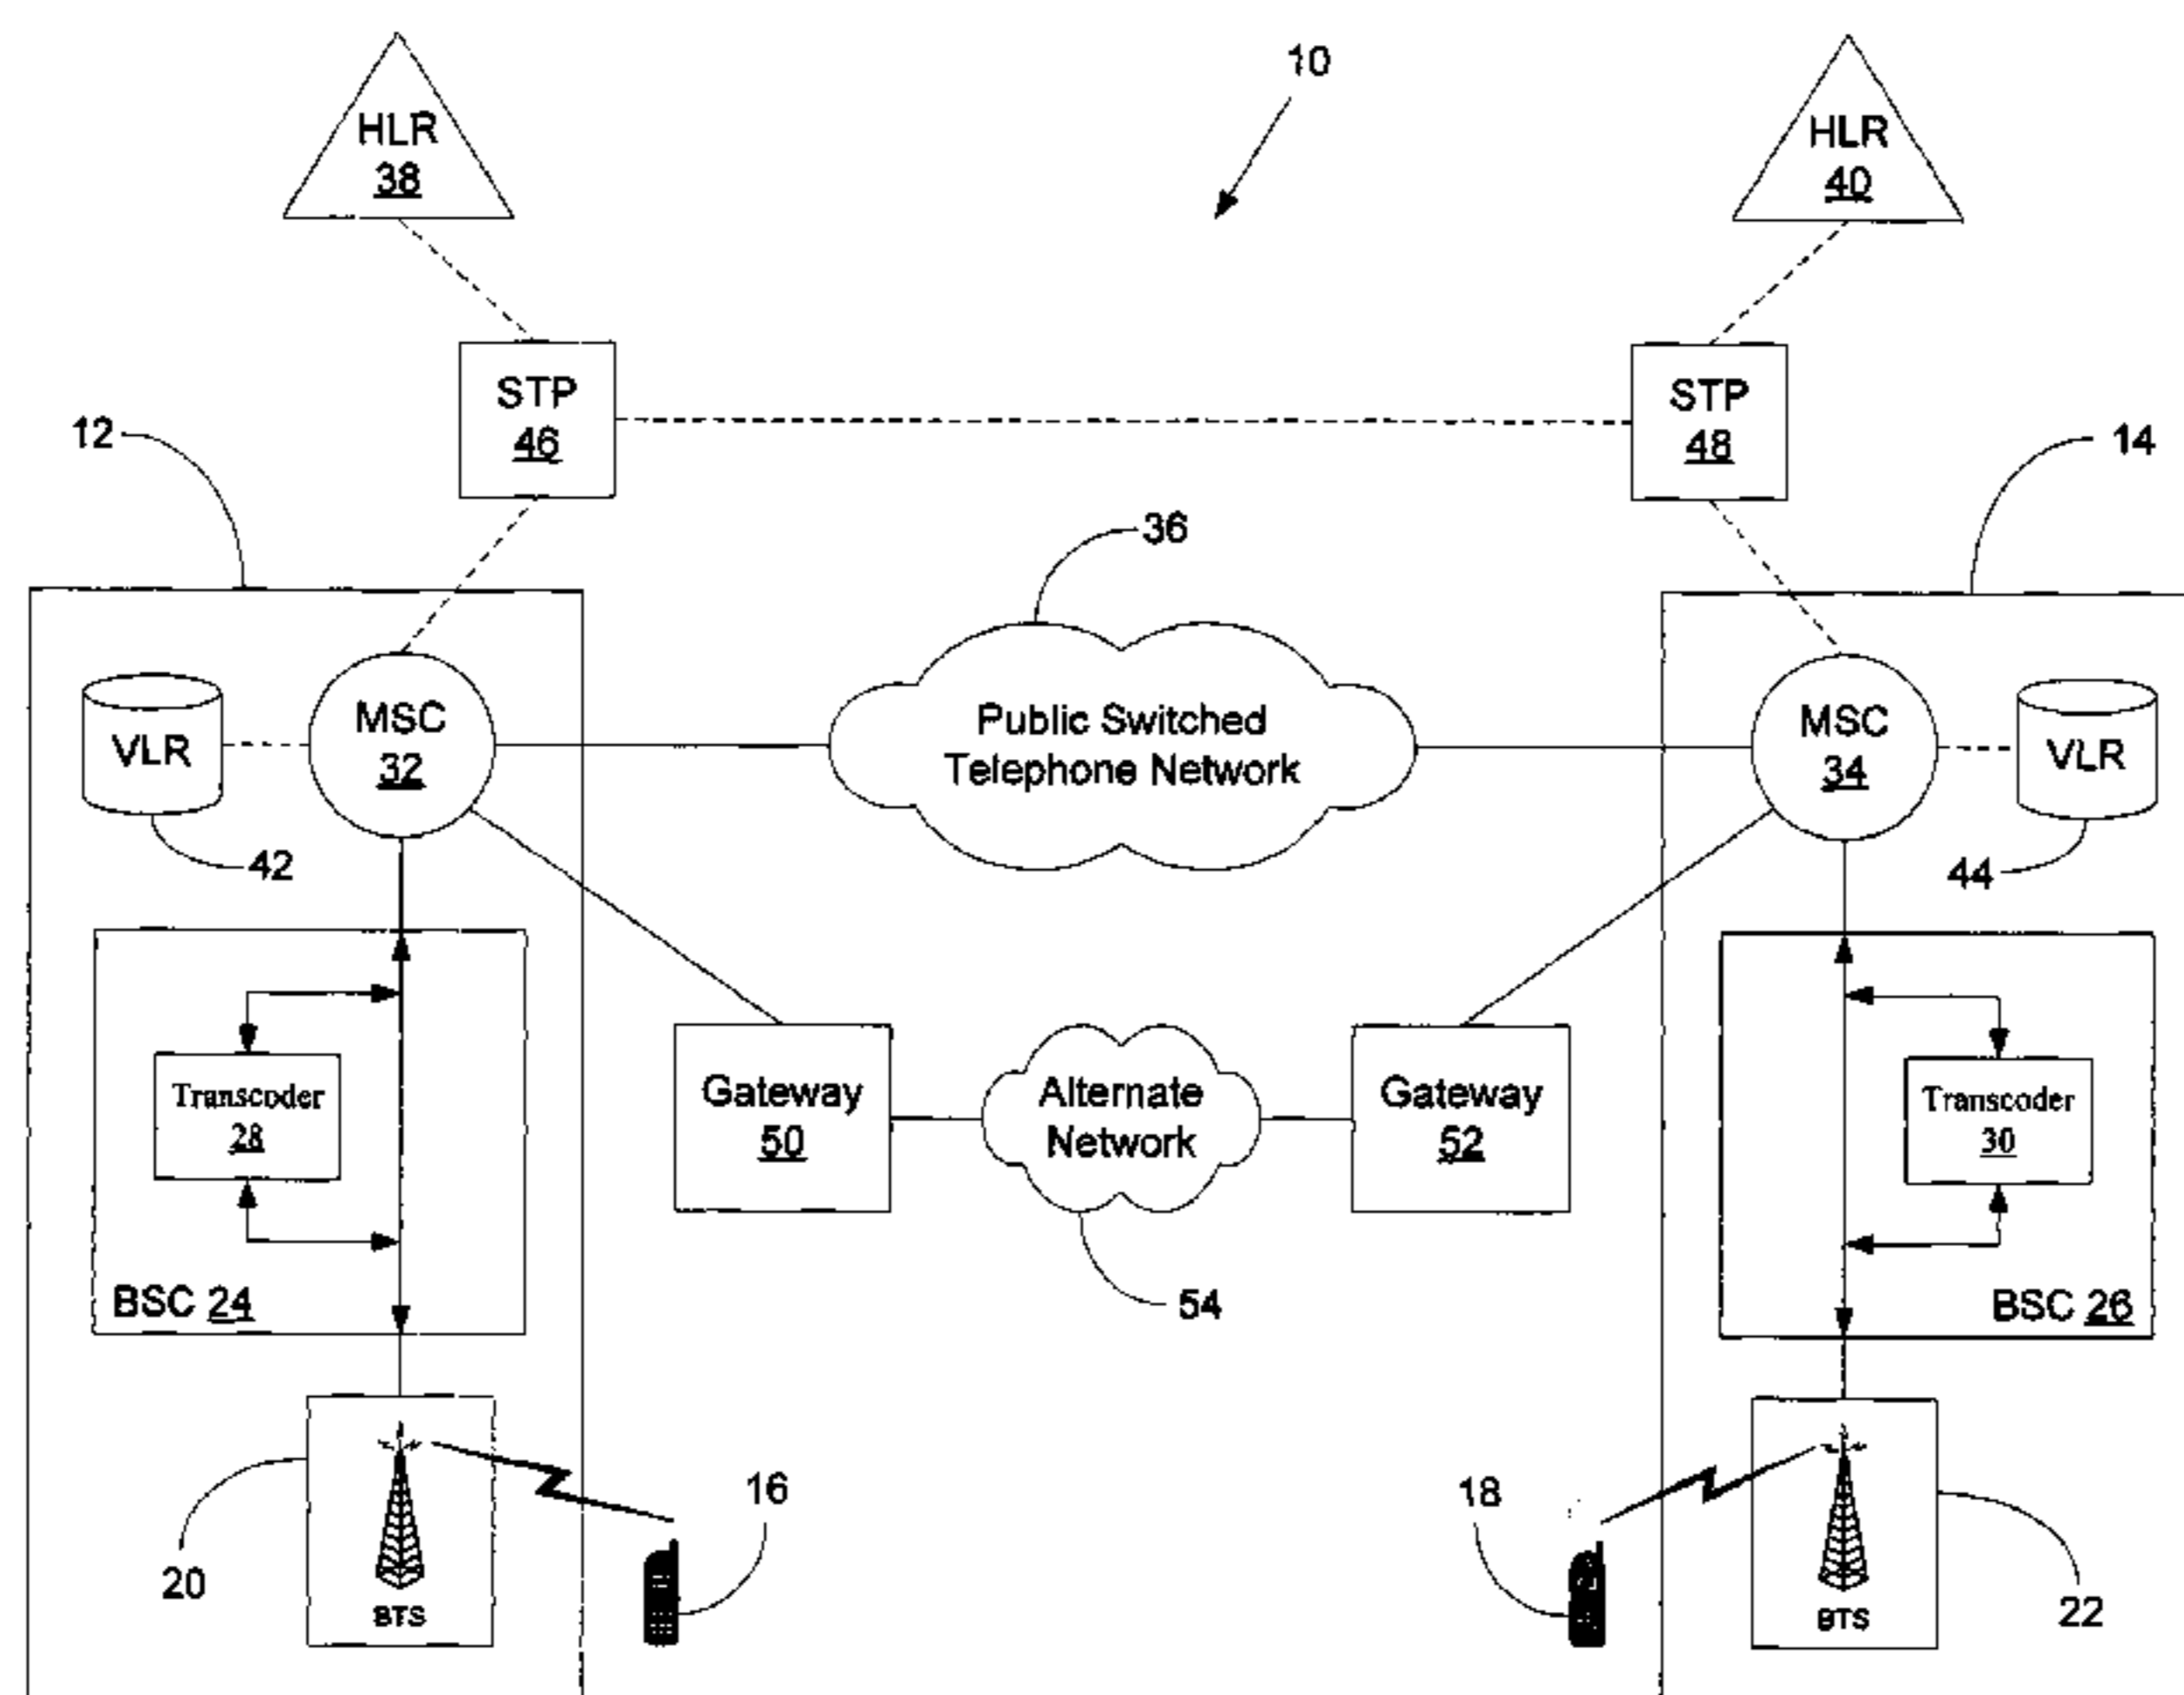 10
HLR
38
HLR
40
STP
46
STP
48
12
14
36
VLR
MSC
32
Public Switched
Telephone Network
MSC
34
VLR
42
44
Transcoder
28
BSC 24
Gateway
50
Alternate
Network
Gateway
52
54
Transcoder
30
BSC 26
20
BTS
16
18
BTS
22